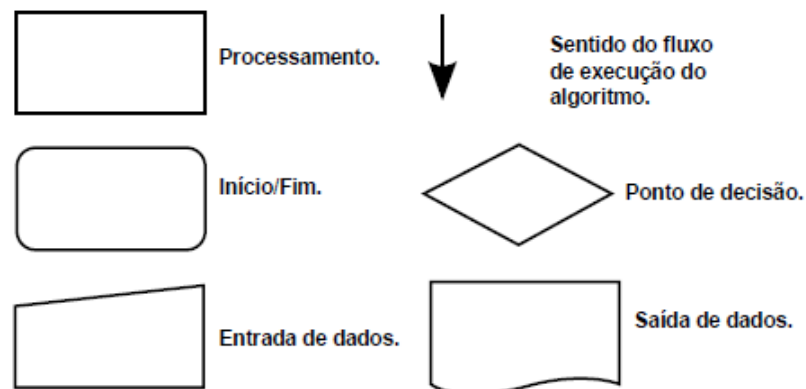 Processamento.
Sentido do fluxo
de execução do
algoritmo.
Início/Fim.
Ponto de decisão.
Entrada de dados.
Saída de dados.